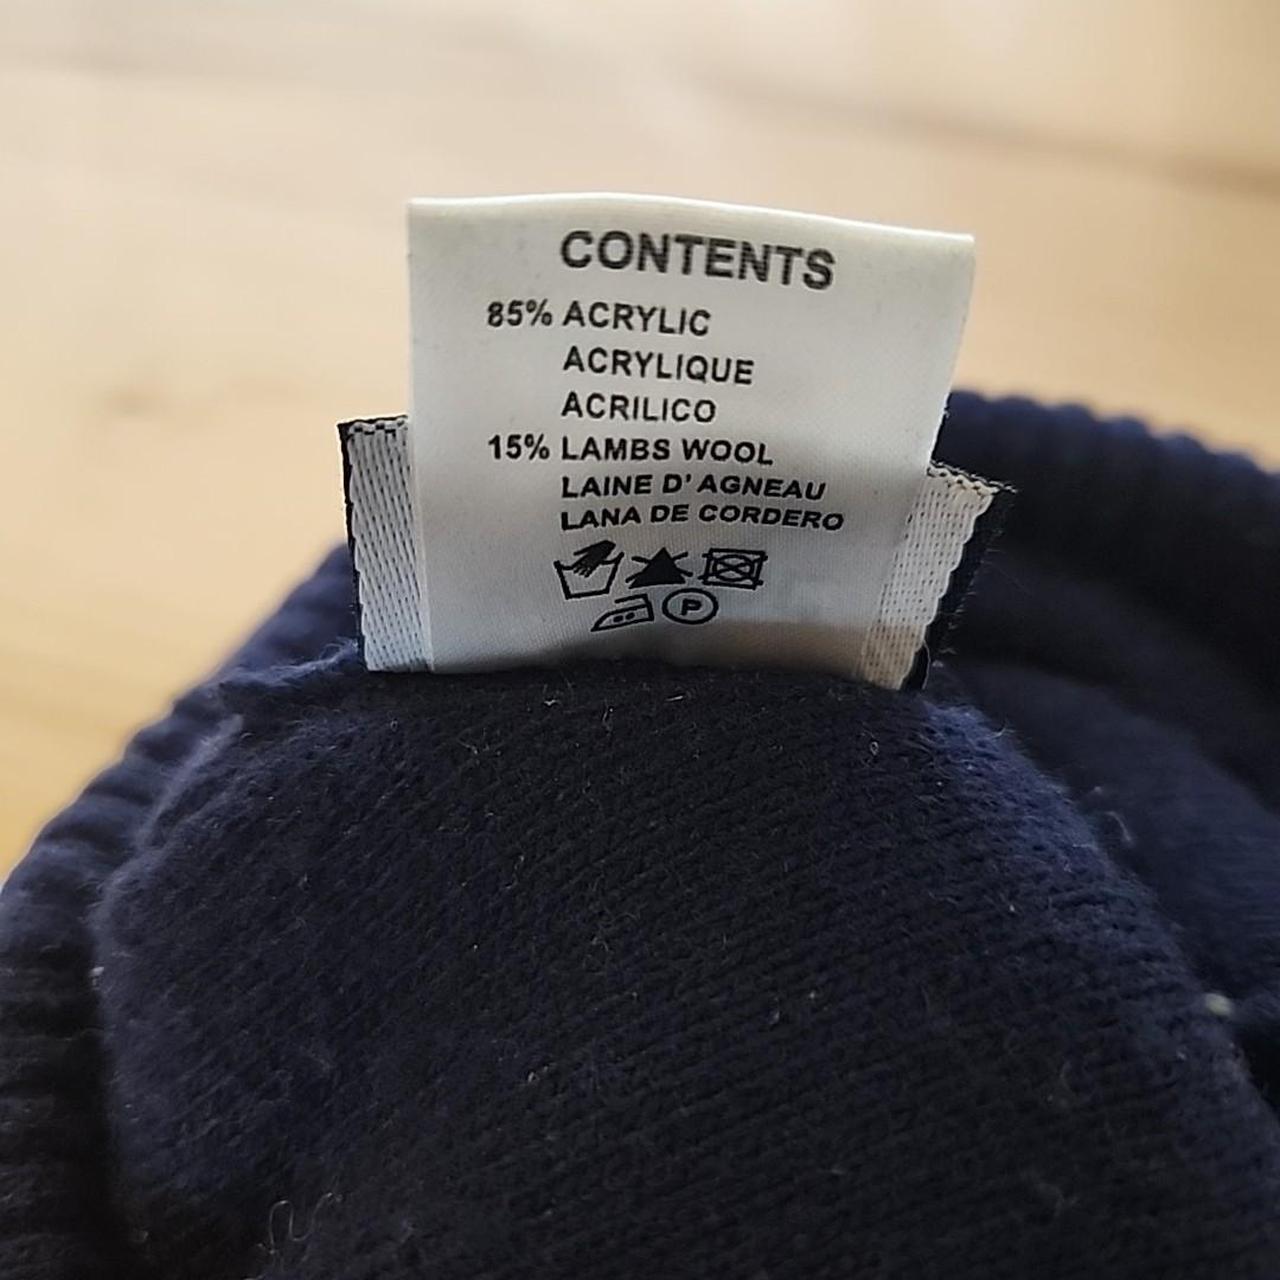 CONTENTS
85% ACRYLIC
ACRYLIQUE
ACRILICO
15% LAMBS WOOL
LAINE D' AGNEAU
LANA DE CORDERO
P